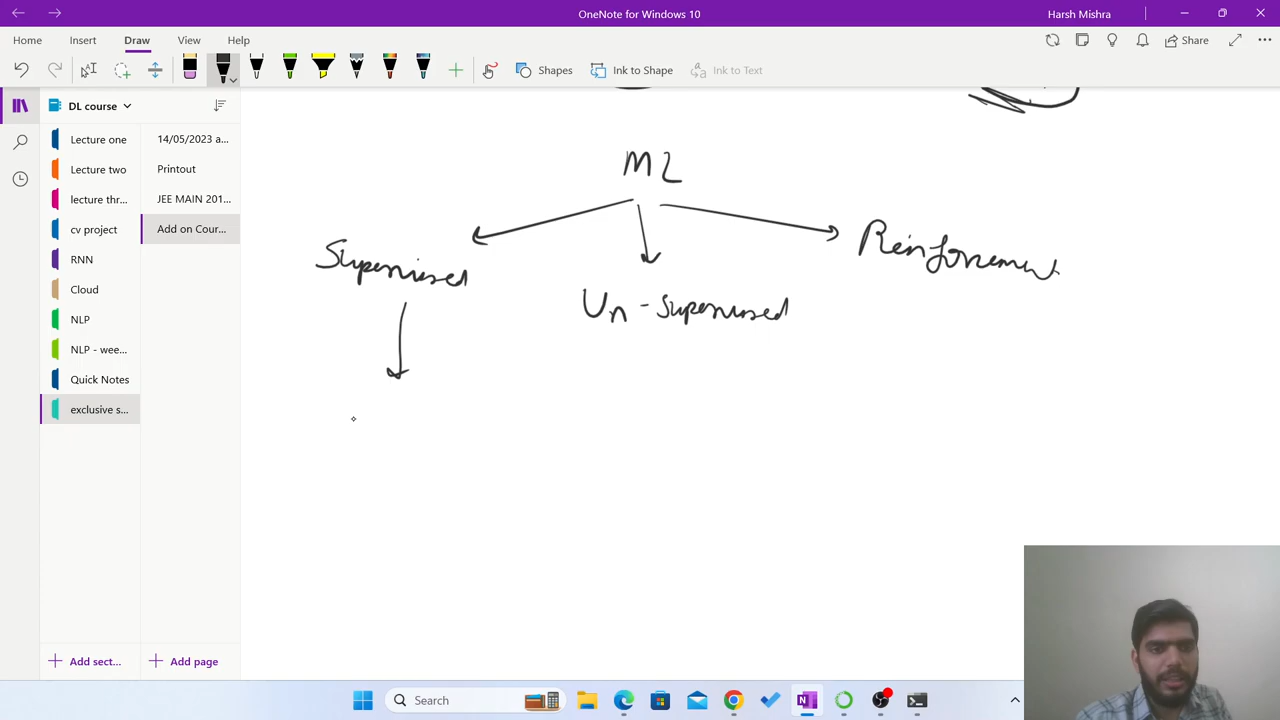 OneNote for Windows 10
Harsh Mishra
Home Insert Draw View Help
Share
Shapes Ink to Shape Ink to Text
DL course
Lecture one
Lecture two
lecture thr...
cv project
RNN
Cloud
NLP
NLP - wee...
Quick Notes
exclusive s...
14/05/2023 a...
Printout
JEE MAIN 201...
Add on Cour...
ML
Supervised
Un - Supervised
Reinforcement
Add sect...
Add page
Search